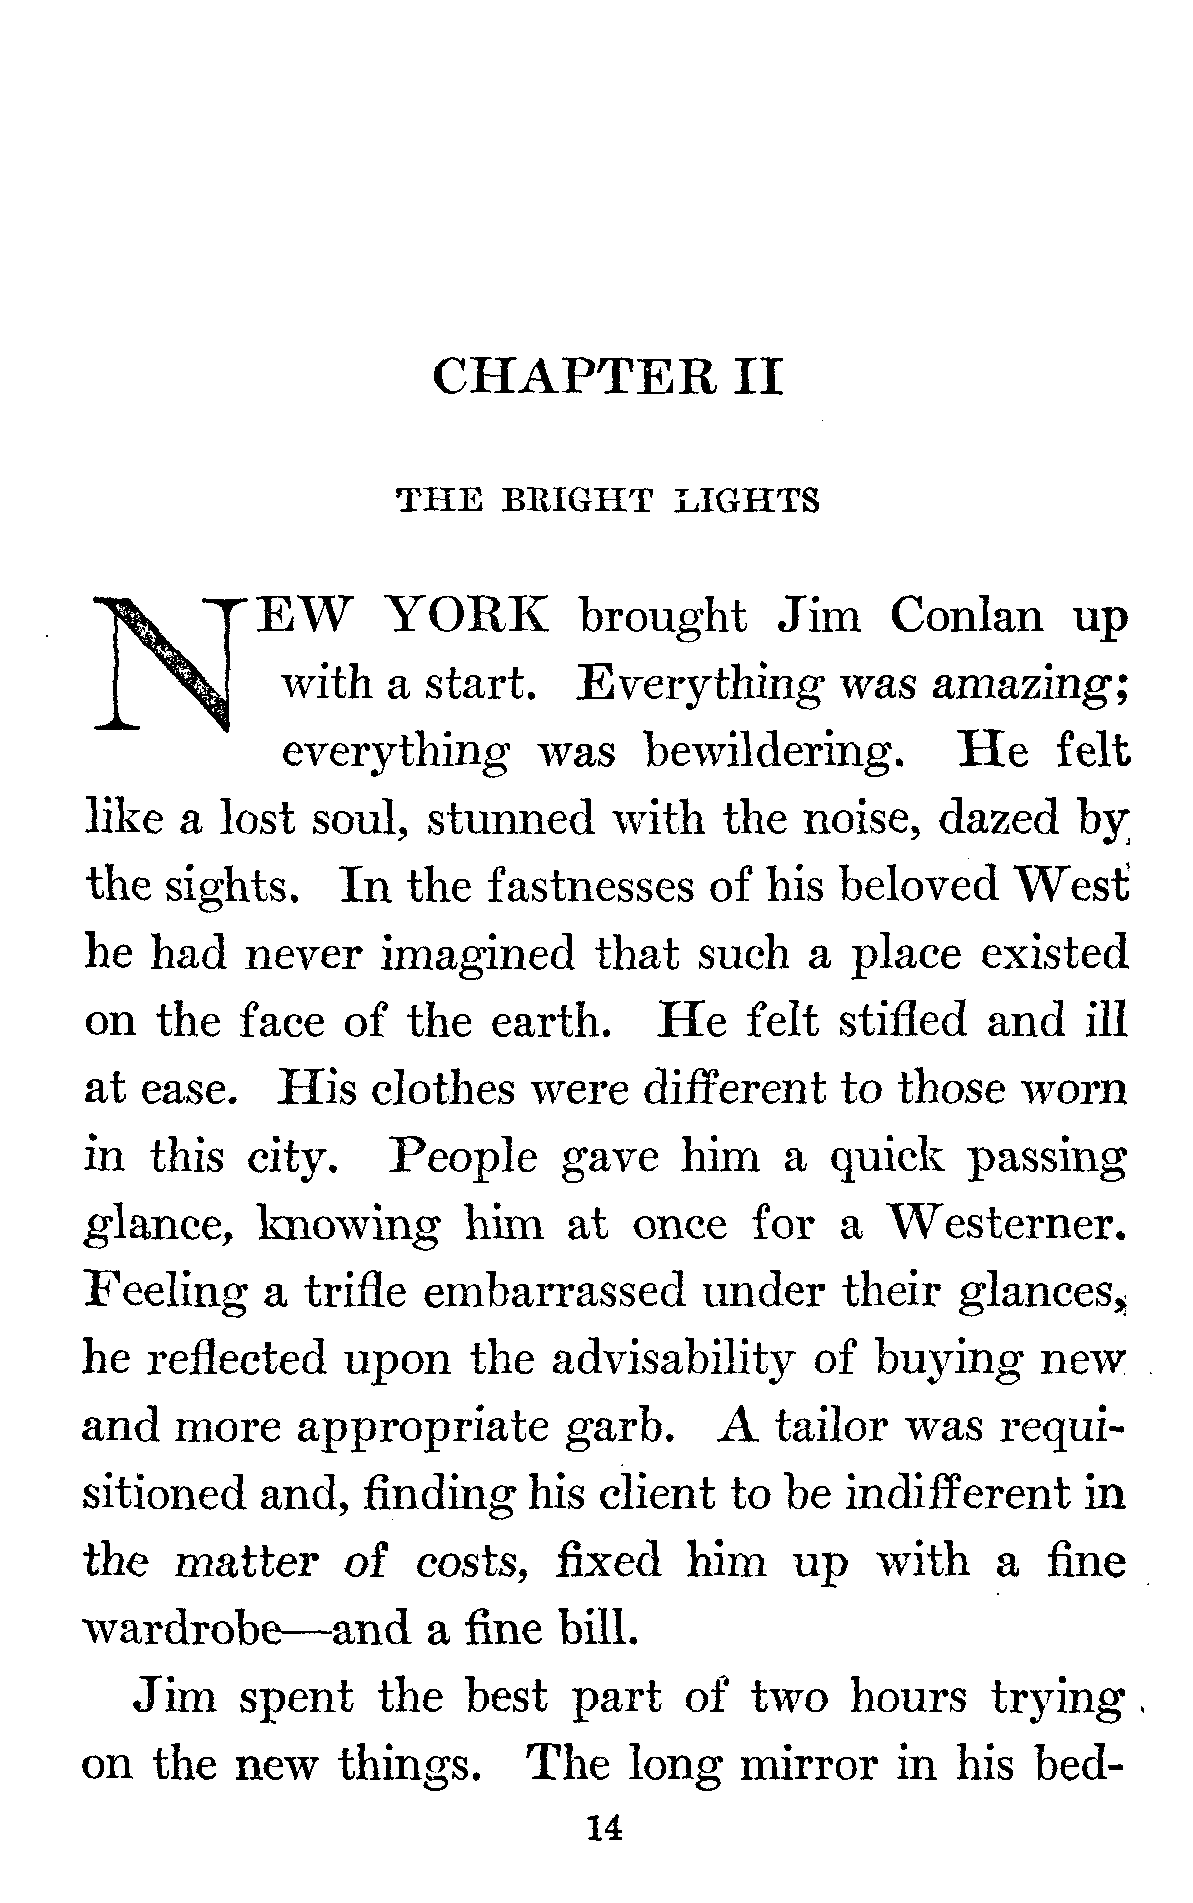 CHAPTER II
THE BRIGHT LIGHTS
NEW YORK brought Jim Conlan up
with a start. Everything was amazing;
everything was bewildering. He felt
like a lost soul, stunned with the noise, dazed by
the sights. In the fastnesses of his beloved West
he had never imagined that such a place existed
on the face of the earth. He felt stifled and ill
at ease. His clothes were different to those worn
in this city. People gave him a quick passing
glance, knowing him at once for a Westerner.
Feeling a trifle embarrassed under their glances,
he reflected upon the advisability of buying new
and more appropriate garb. A tailor was requi-
sitioned and, finding his client to be indifferent in
the matter of costs, fixed him up with a fine
wardrobe—and a fine bill.
Jim spent the best part of two hours trying
on the new things. The long mirror in his bed-
14